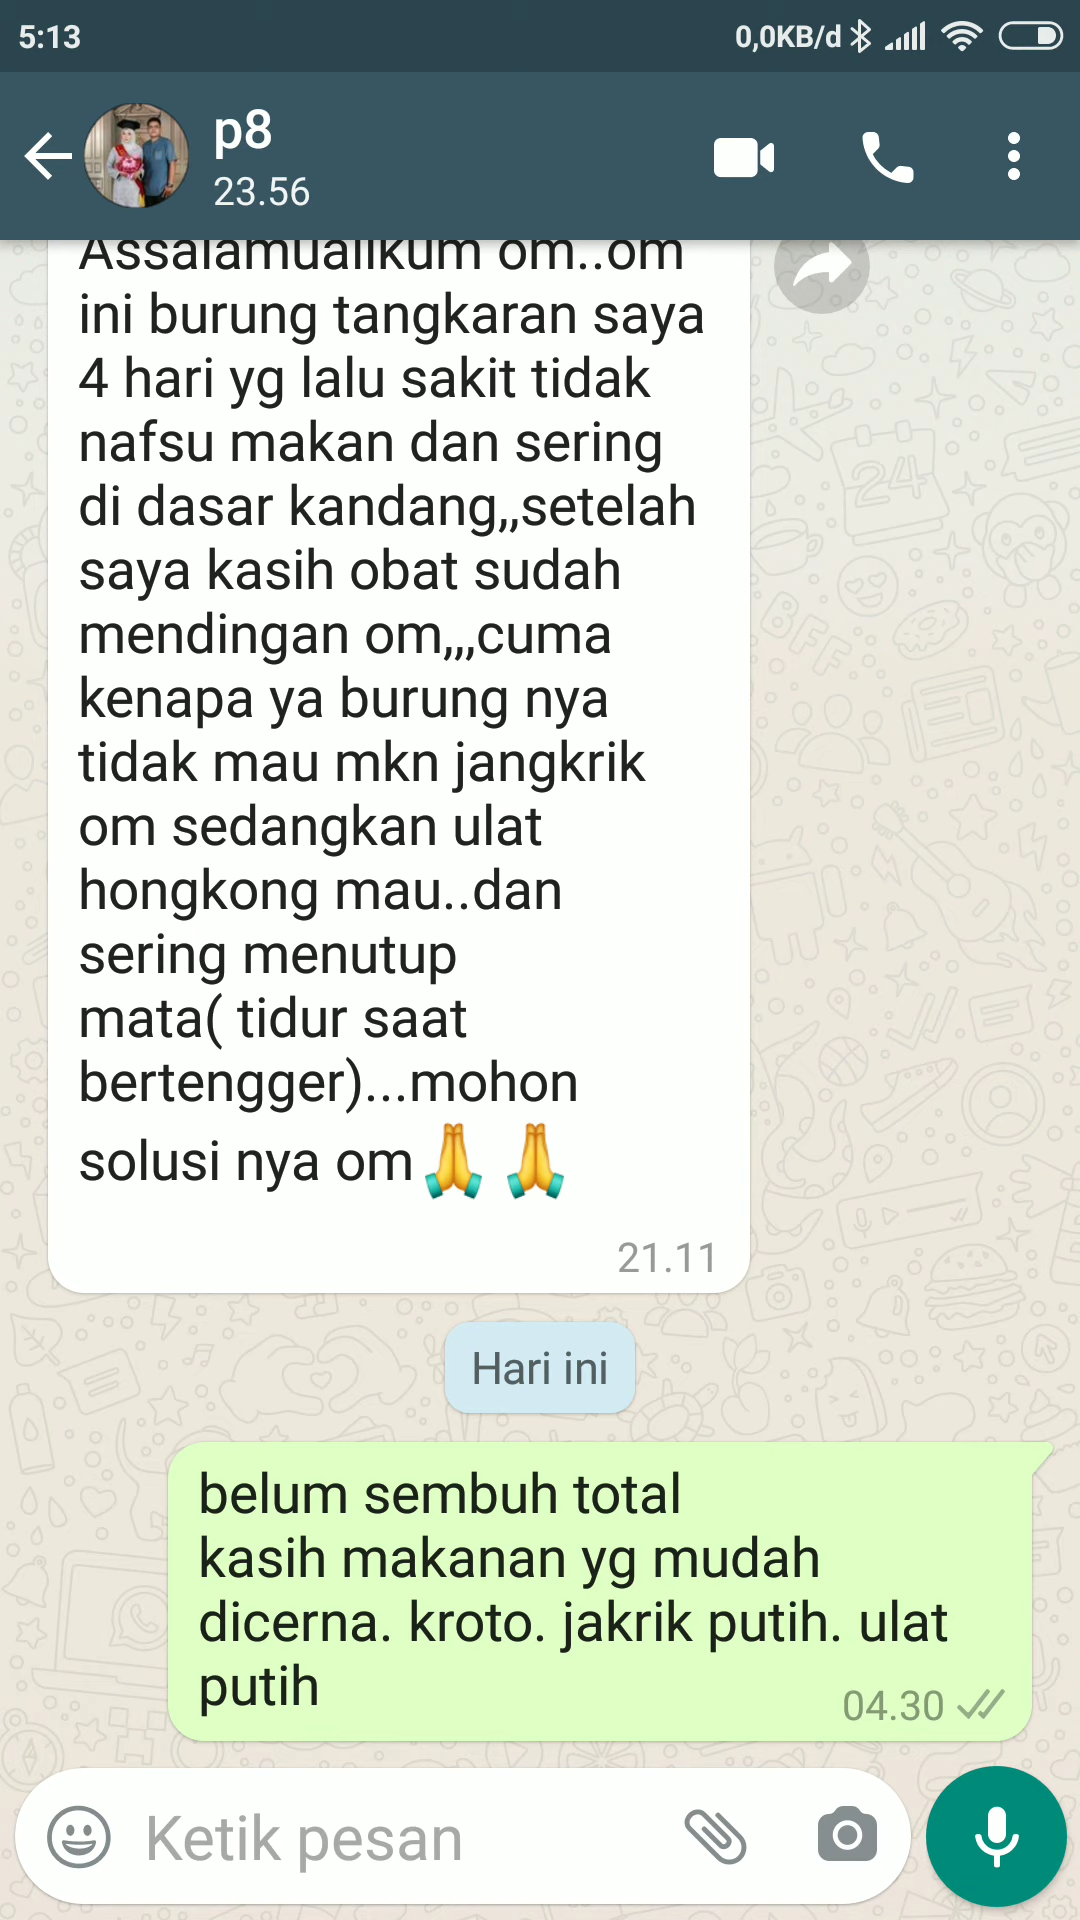 5:13
0,0KB/d
p8
23.56
Assalamualikum om..om
ini burung tangkaran saya
4 hari yg lalu sakit tidak
nafsu makan dan sering
di dasar kandang,,setelah
saya kasih obat sudah
mendingan om,,,cuma
kenapa ya burung nya
tidak mau mkn jangkrik
om sedangkan ulat
hongkong mau..dan
sering menutup
mata( tidur saat
bertengger)...mohon
solusi nya om🙏 🙏
21.11
Hari ini
belum sembuh total
kasih makanan yg mudah
dicerna. kroto. jakrik putih. ulat
putih
04.30
Ketik pesan